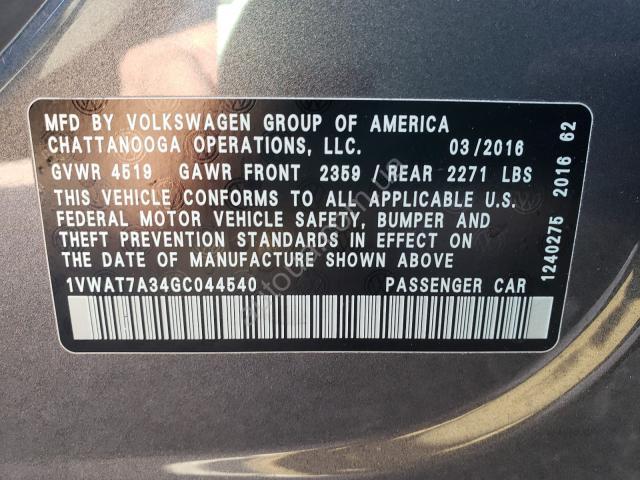 MFD BY VOLKSWAGEN GROUP OF AMERICA
CHATTANOOGA OPERATIONS, LLC. 03/2016
GVWR 4519 GAWR FRONT 2359 / REAR 2271 LBS
THIS VEHICLE CONFORMS TO ALL APPLICABLE U.S.
FEDERAL MOTOR VEHICLE SAFETY, BUMPER AND
THEFT PREVENTION STANDARDS IN EFFECT ON
THE DATE OF MANUFACTURE SHOWN ABOVE
1VWAT7A34GC044540 PASSENGER CAR
1240275 2016 62